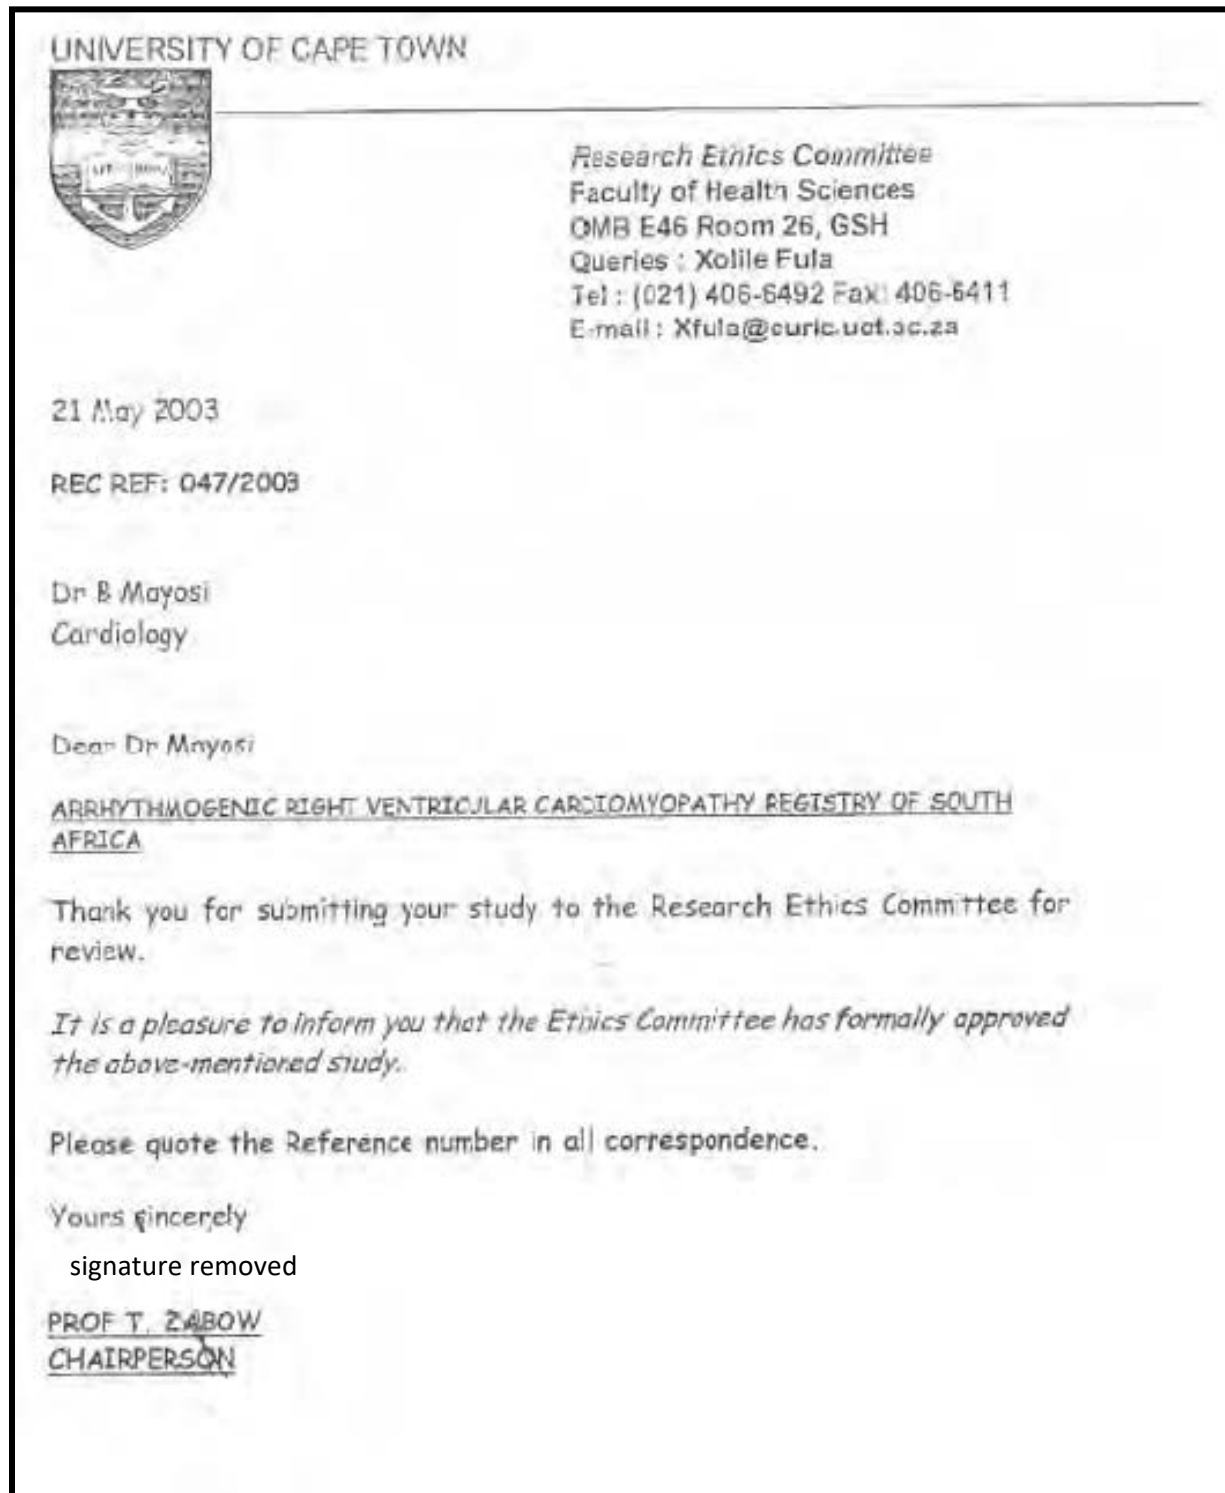 UNIVERSITY OF CAPE TOWN
Research Ethics Committee
Faculty of Health Sciences
OMB E46 Room 26, GSH
Queries : Xolile Fula
Tel : (021) 406-6492 Fax: 406-6411
E-mail : Xfula@curie.uct.ac.za
21 May 2003
REC REF: 047/2003
Dr B Mayosi
Cardiology
Dear Dr Mayosi
ARRHYTHMOGENIC RIGHT VENTRICULAR CARDIOMYOPATHY REGISTRY OF SOUTH
AFRICA
Thank you for submitting your study to the Research Ethics Committee for
review.
It is a pleasure to inform you that the Ethics Committee has formally approved
the above-mentioned study.
Please quote the Reference number in all correspondence.
Yours sincerely
signature removed
PROF T. ZABOW
CHAIRPERSON